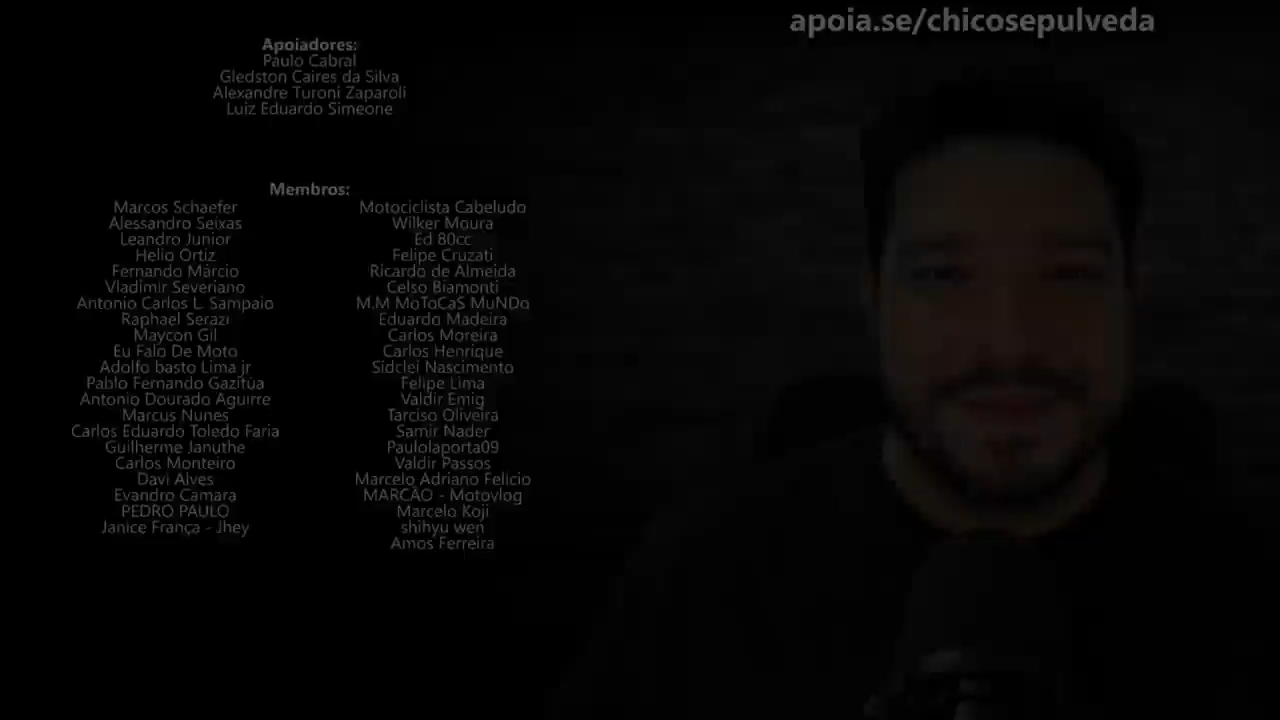 apoia.se/chicosepulveda
Apoiadores:
Paulo Cabral
Gledston Caires da Silva
Alexandre Turoni Zaparoli
Luiz Eduardo Simeone
Membros:
Marcos Schaefer
Alessandro Seixas
Leandro Junior
Helio Ortiz
Fernando Márcio
Vladimir Severiano
Antonio Carlos L. Sampaio
Raphael Serazi
Maycon Gil
Eu Falo De Moto
Adolfo basto Lima jr
Pablo Fernando Gazitúa
Antonio Dourado Aguirre
Marcus Nunes
Carlos Eduardo Toledo Faria
Guilherme Januthe
Carlos Monteiro
Davi Alves
Evandro Camara
PEDRO PAULO
Janice França - Jhey
Motociclista Cabeludo
Wilker Moura
Ed 80cc
Felipe Cruzati
Ricardo de Almeida
Celso Biamonti
M.M MoToCaS MuNDo
Eduardo Madeira
Carlos Moreira
Carlos Henrique
Sidclei Nascimento
Felipe Lima
Valdir Emig
Tarciso Oliveira
Samir Nader
Paulolaporta09
Valdir Passos
Marcelo Adriano Felicio
MARCÃO - Motovlog
Marcelo Koji
shihyu wen
Amos Ferreira